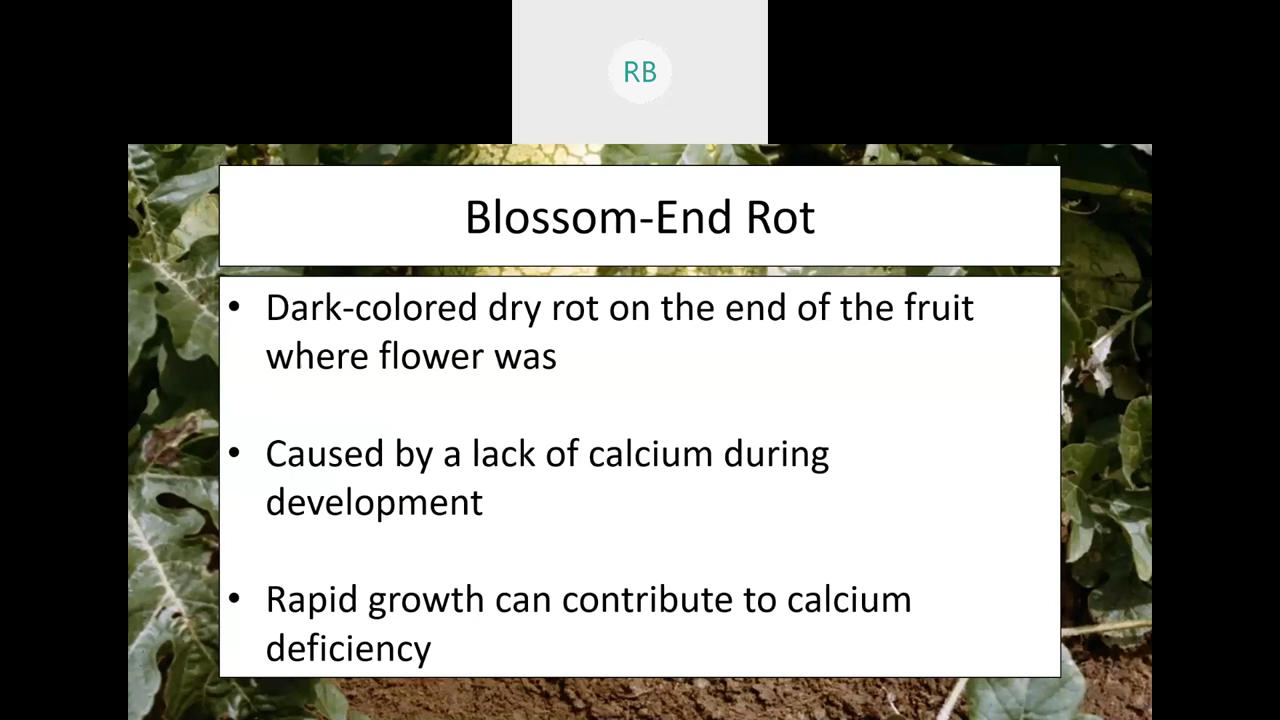 RB
Blossom-End Rot
• Dark-colored dry rot on the end of the fruit
where flower was
• Caused by a lack of calcium during
development
• Rapid growth can contribute to calcium
deficiency